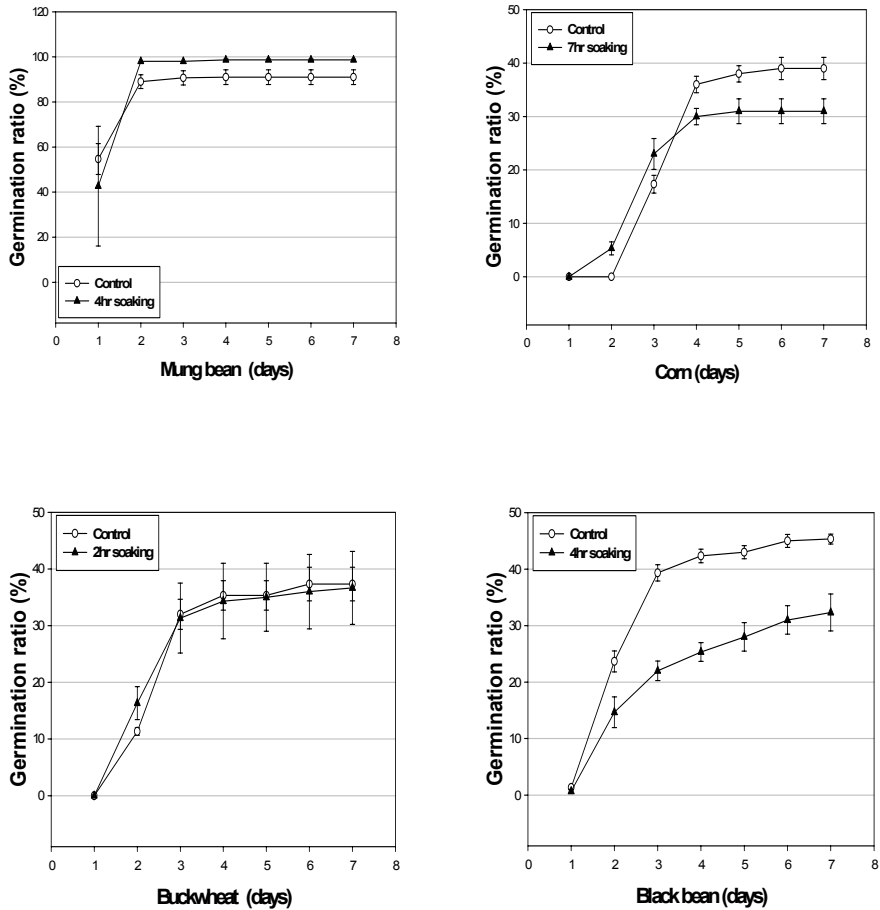 Germination ratio (%)
120
100
80
60
40
20
0
Control
4hr soaking
0 1 2 3 4 5 6 7 8
Mung bean (days)
Germination ratio (%)
50
40
30
20
10
0
Control
7hr soaking
0 1 2 3 4 5 6 7 8
Corn (days)
Germination ratio (%)
50
40
30
20
10
0
Control
2hr soaking
0 1 2 3 4 5 6 7 8
Buckwheat (days)
Germination ratio (%)
50
40
30
20
10
0
Control
4hr soaking
0 1 2 3 4 5 6 7 8
Black bean (days)